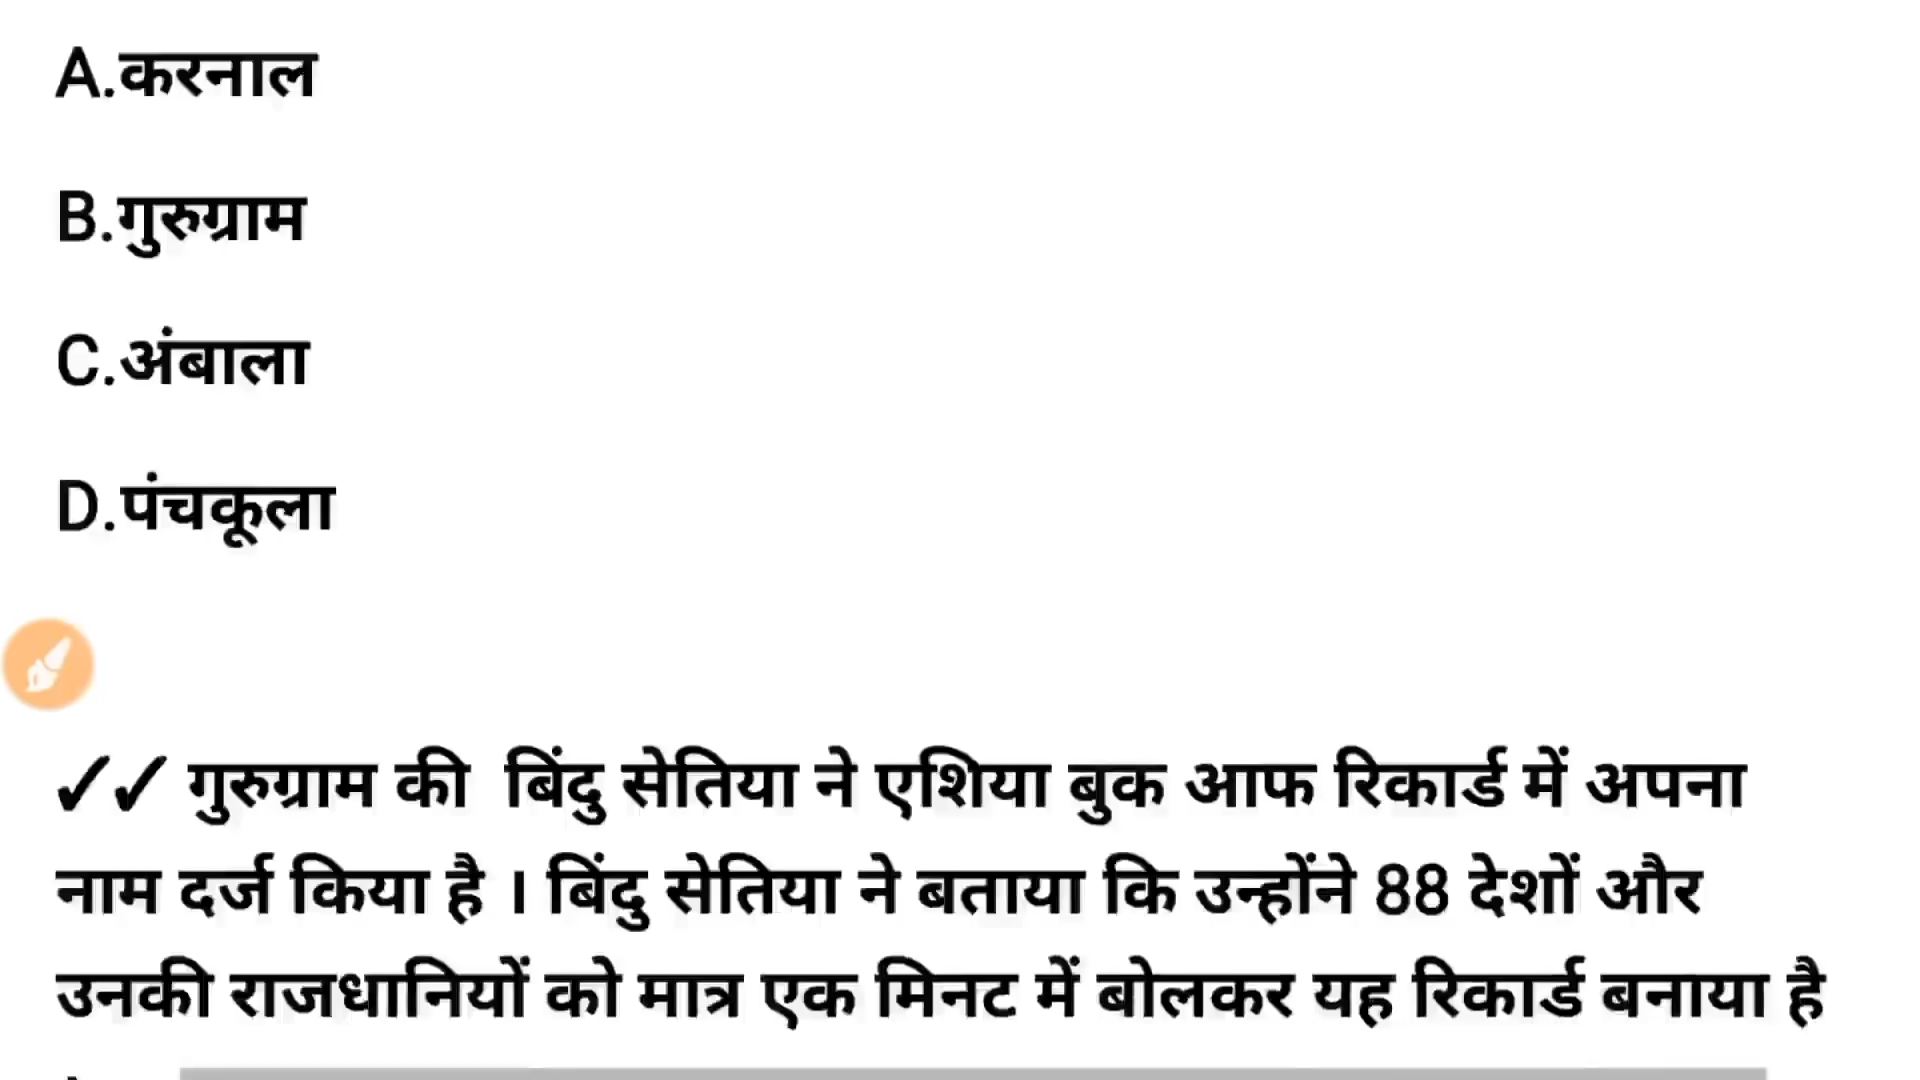 A.करनाल
B.गुरुग्राम
C.अंबाला
D.पंचकूला
✓✓ गुरुग्राम की बिंदु सेतिया ने एशिया बुक आफ रिकार्ड में अपना
नाम दर्ज किया है । बिंदु सेतिया ने बताया कि उन्होंने 88 देशों और
उनकी राजधानियों को मात्र एक मिनट में बोलकर यह रिकार्ड बनाया है